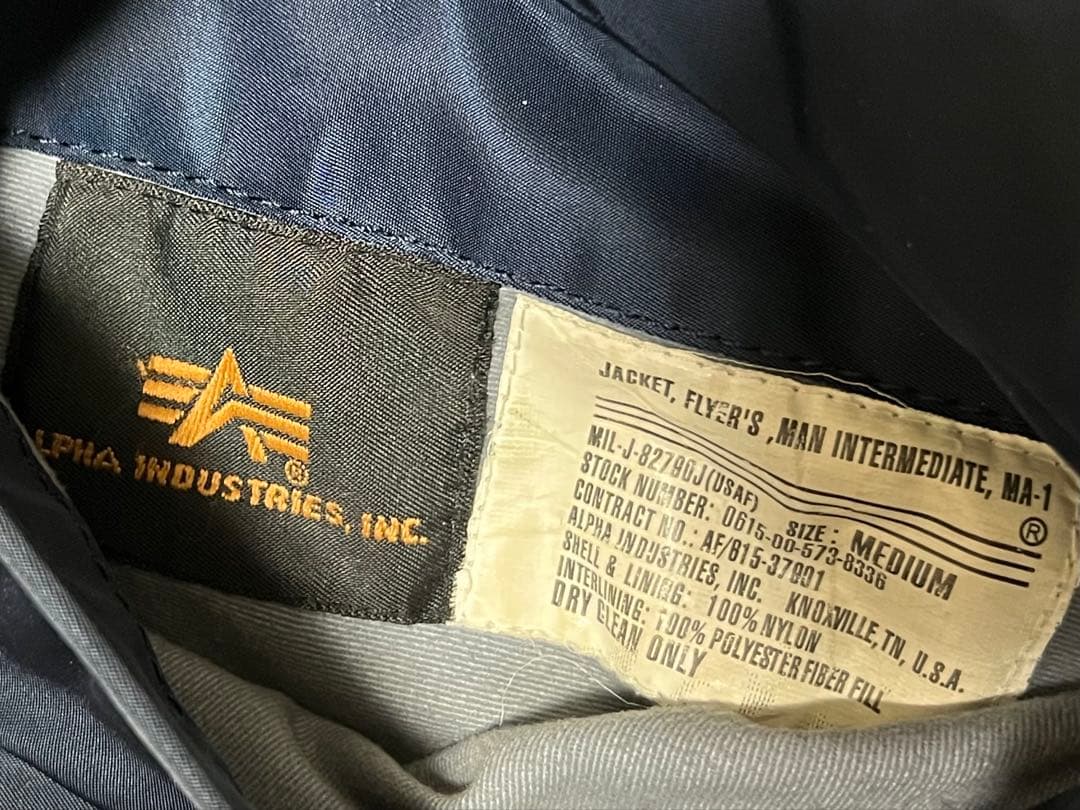 ALPHA INDUSTRIES, INC.
®
JACKET, FLYER'S ,MAN INTERMEDIATE, MA-1
®
MIL-J-82790J(USAF) SIZE : MEDIUM
STOCK NUMBER: 0615-00-573-8336
CONTRACT NO.: AF/815-37891
ALPHA INDUSTRIES, INC. KNOXVILLE, TN, U.S.A.
SHELL & LINING: 100% NYLON
INTERLINING: 100% POLYESTER FIBER FILL
DRY CLEAN ONLY